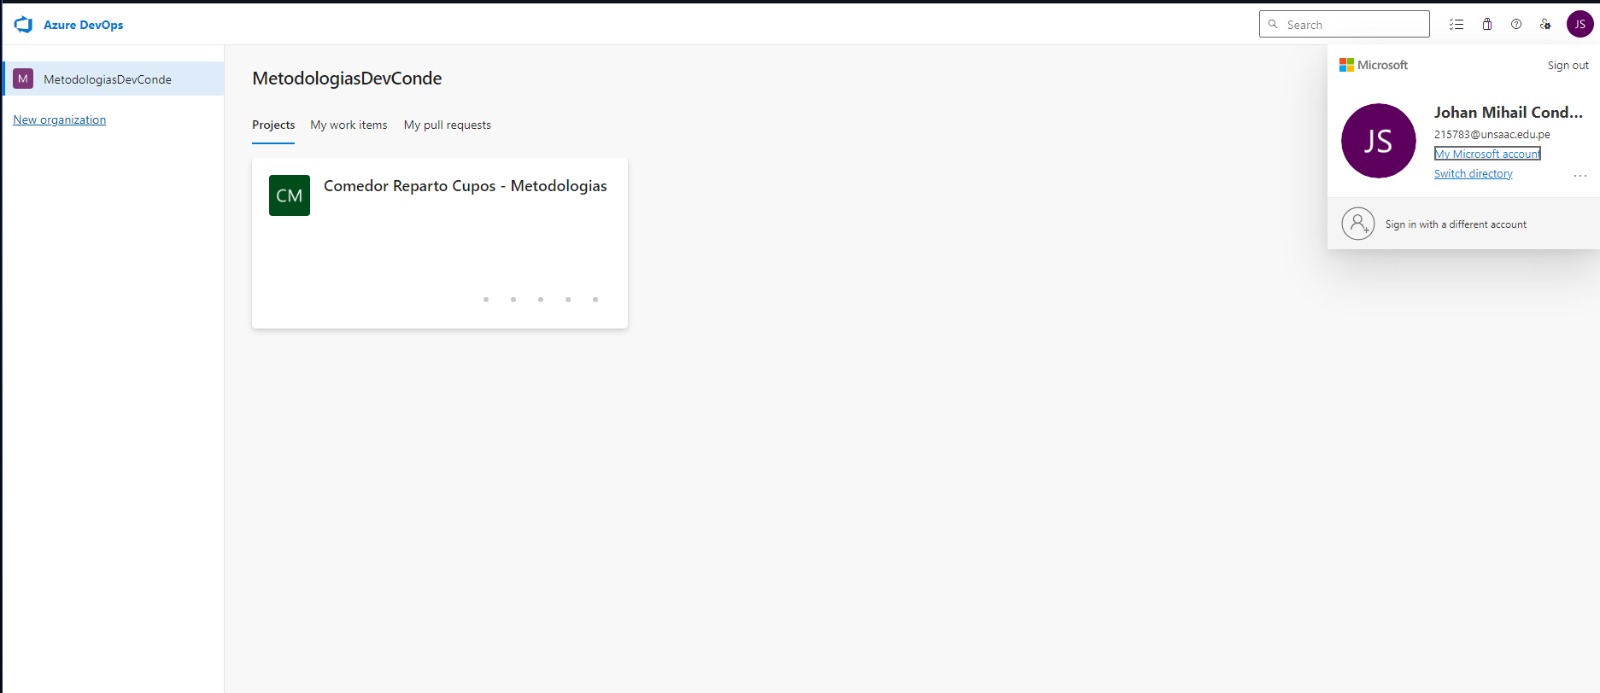 Azure DevOps
Search
JS
M
MetodologiasDevConde
New organization
MetodologiasDevConde
Projects
My work items
My pull requests
CM
Comedor Reparto Cupos - Metodologias
Microsoft
Sign out
JS
Johan Mihail Cond...
215783@unsaac.edu.pe
My Microsoft account
Switch directory
...
Sign in with a different account